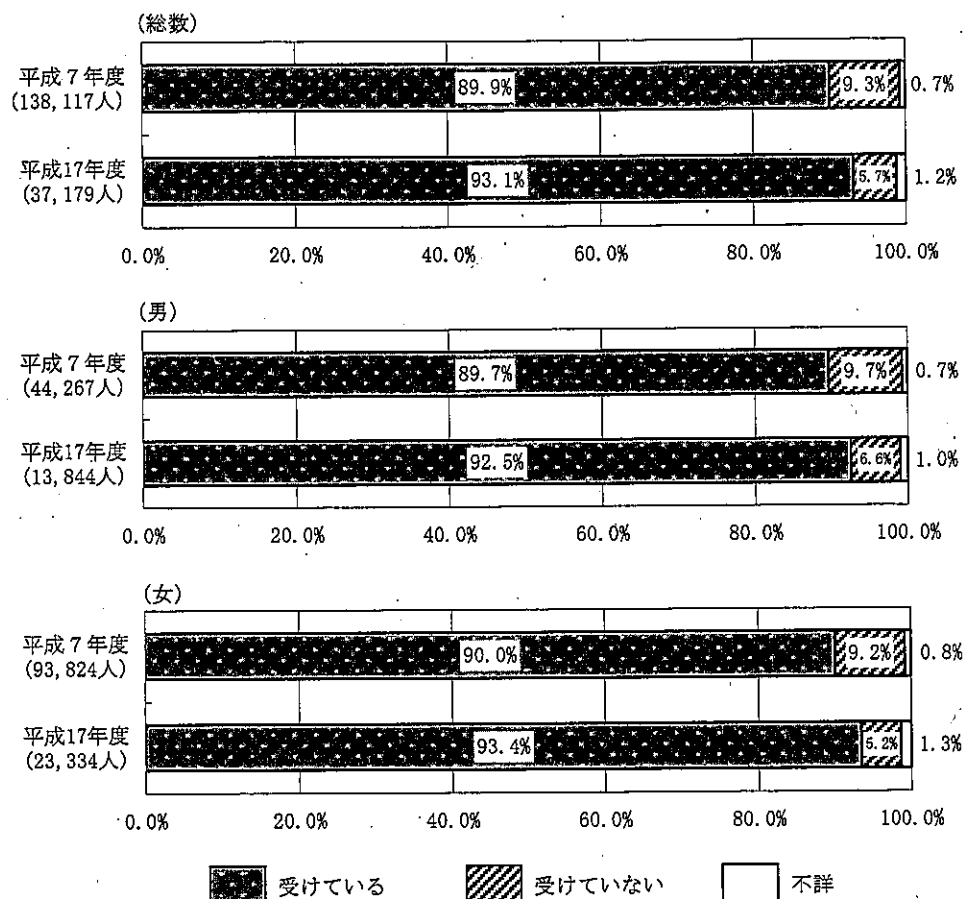 (総数)
平成7年度
(138,117人)
89.9%
9.3%
0.7%
平成17年度
(37,179人)
93.1%
5.7%
1.2%
0.0% 20.0% 40.0% 60.0% 80.0% 100.0%
(男)
平成7年度
(44,267人)
89.7%
9.7%
0.7%
平成17年度
(13,844人)
92.5%
6.6%
1.0%
0.0% 20.0% 40.0% 60.0% 80.0% 100.0%
(女)
平成7年度
(93,824人)
90.0%
9.2%
0.8%
平成17年度
(23,334人)
93.4%
5.2%
1.3%
0.0% 20.0% 40.0% 60.0% 80.0% 100.0%
受けている 受けていない 不詳